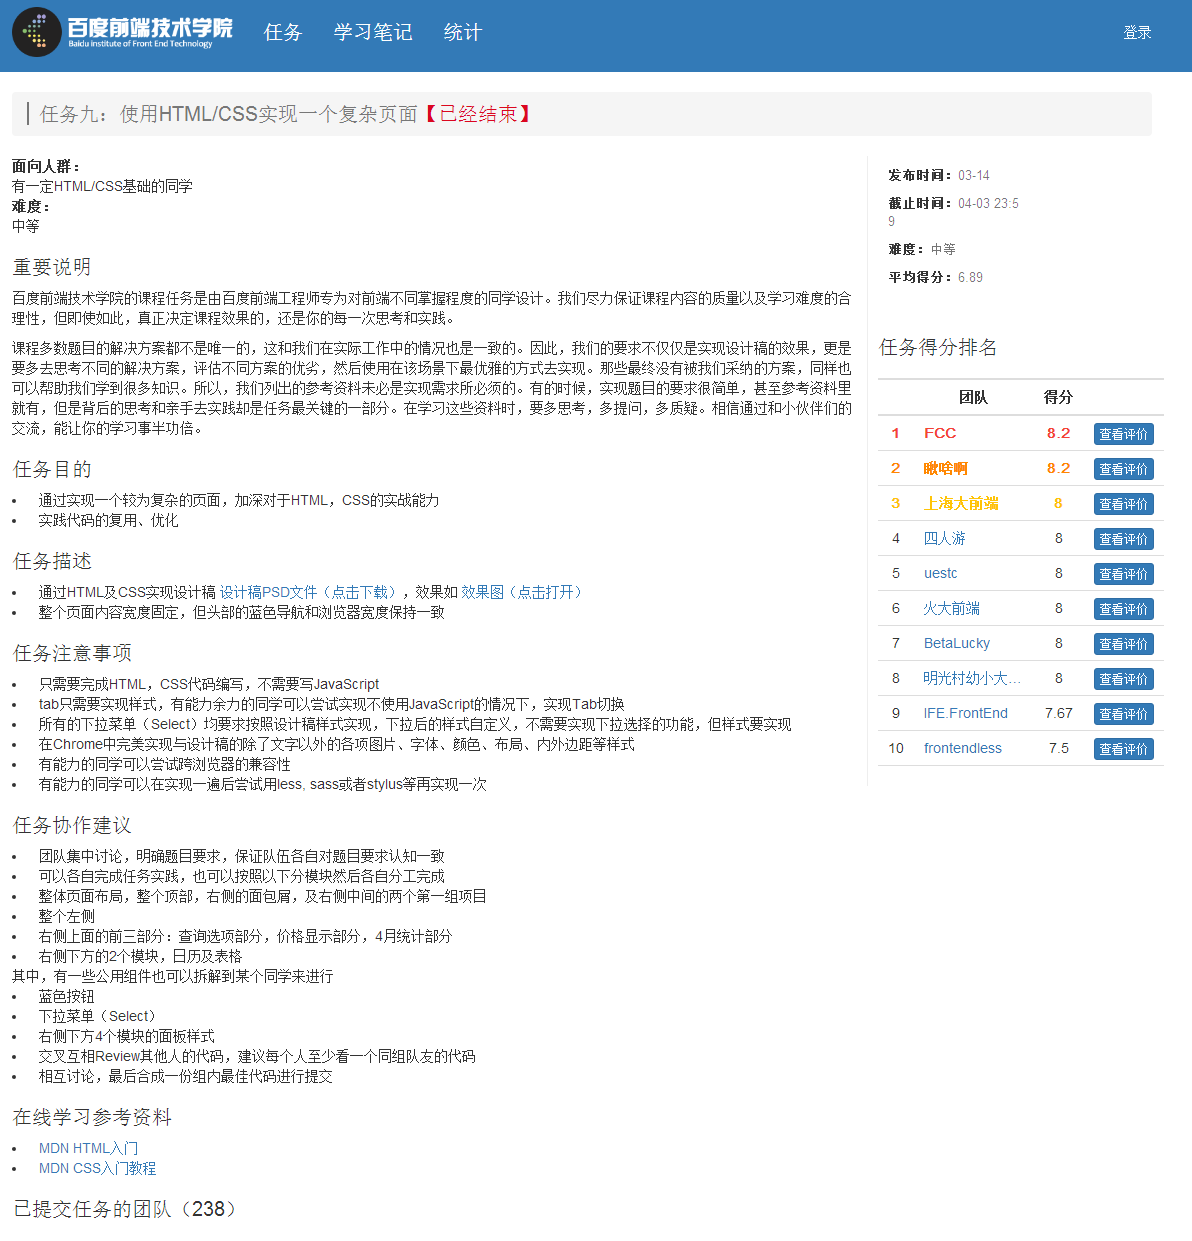 百度前端技术学院
Baidu Institute of Front End Technology
任务 学习笔记 统计 登录
任务九：使用HTML/CSS实现一个复杂页面【已经结束】
面向人群：
有一定HTML/CSS基础的同学
难度：
中等
重要说明
百度前端技术学院的课程任务是由百度前端工程师专为对前端不同掌握程度的同学设计。我们尽力保证课程内容的质量以及学习难度的合
理性，但即使如此，真正决定课程效果的，还是你的每一次思考和实践。
课程多数题目的解决方案都不是唯一的，这和我们在实际工作中的情况也是一致的。因此，我们的要求不仅仅是实现设计稿的效果，更是
要多去思考不同的解决方案，评估不同方案的优劣，然后使用在该场景下最优雅的方式去实现。那些最终没有被我们采纳的方案，同样也
可以帮助我们学到很多知识。所以，我们列出的参考资料未必是实现需求所必须的。有的时候，实现题目的要求很简单，甚至参考资料里
就有，但是背后的思考和亲手去实践却是任务最关键的一部分。在学习这些资料时，要多思考，多提问，多质疑。相信通过和小伙伴们的
交流，能让你的学习事半功倍。
任务目的
• 通过实现一个较为复杂的页面，加深对于HTML，CSS的实战能力
• 实践代码的复用、优化
任务描述
• 通过HTML及CSS实现设计稿 设计稿PSD文件（点击下载），效果如 效果图（点击打开）
• 整个页面内容宽度固定，但头部的蓝色导航和浏览器宽度保持一致
任务注意事项
• 只需要完成HTML，CSS代码编写，不需要写JavaScript
• tab只需要实现样式，有能力余力的同学可以尝试实现不使用JavaScript的情况下，实现Tab切换
• 所有的下拉菜单（Select）均要求按照设计稿样式实现，下拉后的样式自定义，不需要实现下拉选择的功能，但样式要实现
• 在Chrome中完美实现与设计稿的除了文字以外的各项图片、字体、颜色、布局、内外边距等样式
• 有能力的同学可以尝试跨浏览器的兼容性
• 有能力的同学可以在实现一遍后尝试用less, sass或者stylus等再实现一次
任务协作建议
• 团队集中讨论，明确题目要求，保证队伍各自对题目要求认知一致
• 可以各自完成任务实践，也可以按照以下分模块然后各自分工完成
• 整体页面布局，整个顶部，右侧的面包屑，及右侧中间的两个第一组项目
• 整个左侧
• 右侧上面的前三部分：查询选项部分，价格显示部分，4月统计部分
• 右侧下方的2个模块，日历及表格
其中，有一些公用组件也可以拆解到某个同学来进行
• 蓝色按钮
• 下拉菜单（Select）
• 右侧下方4个模块的面板样式
• 交叉互相Review其他人的代码，建议每个人至少看一个同组队友的代码
• 相互讨论，最后合成一份组内最佳代码进行提交
在线学习参考资料
• MDN HTML入门
• MDN CSS入门教程
已提交任务的团队（238）
发布时间：03-14
截止时间：04-03 23:5
9
难度：中等
平均得分：6.89
任务得分排名
团队 得分
1 FCC 8.2 查看评价
2 瞅啥啊 8.2 查看评价
3 上海大前端 8 查看评价
4 四人游 8 查看评价
5 uestc 8 查看评价
6 火大前端 8 查看评价
7 BetaLucky 8 查看评价
8 明光村幼小大... 8 查看评价
9 IFE.FrontEnd 7.67 查看评价
10 frontendless 7.5 查看评价